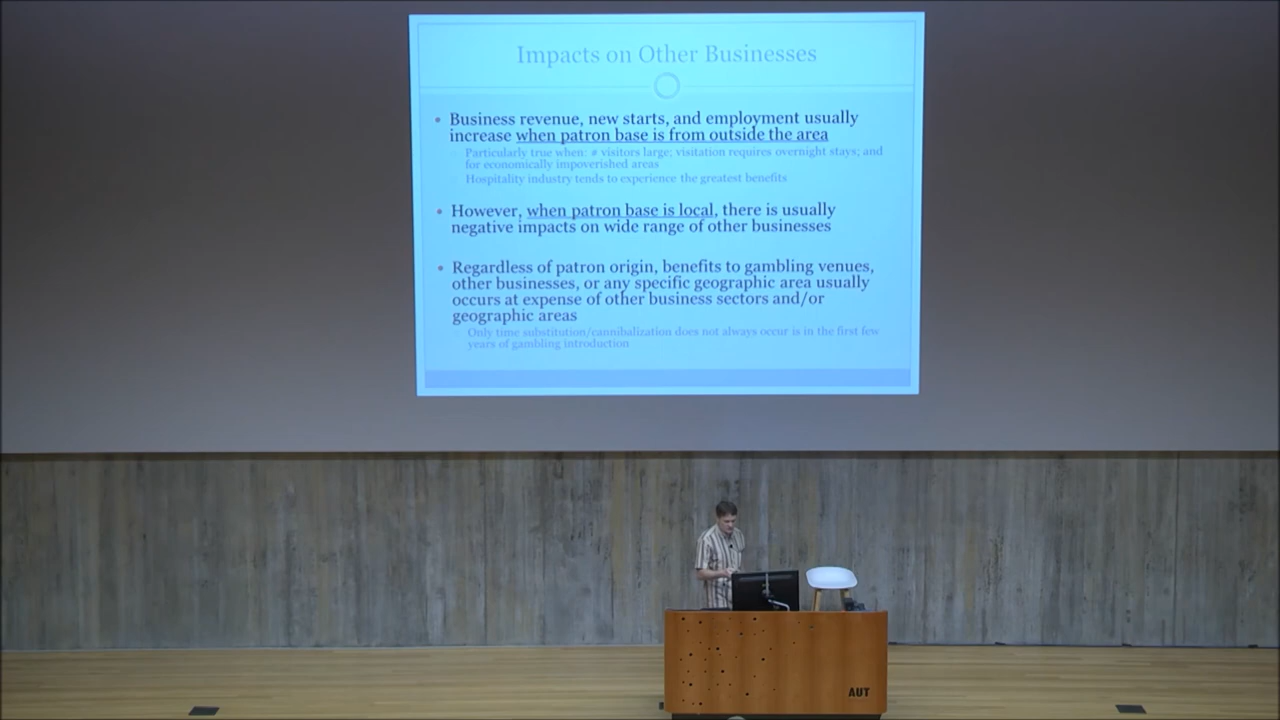 Impacts on Other Businesses
Business revenue, new starts, and employment usually
increase when patron base is from outside the area
Particularly true when: # visitors large; visitation requires overnight stays; and
for economically impoverished areas
Hospitality industry tends to experience the greatest benefits
However, when patron base is local, there is usually
negative impacts on wide range of other businesses
Regardless of patron origin, benefits to gambling venues,
other businesses, or any specific geographic area usually
occurs at expense of other business sectors and/or
geographic areas
Only time substitution/cannibalization does not always occur is in the first few
years of gambling introduction
AUT